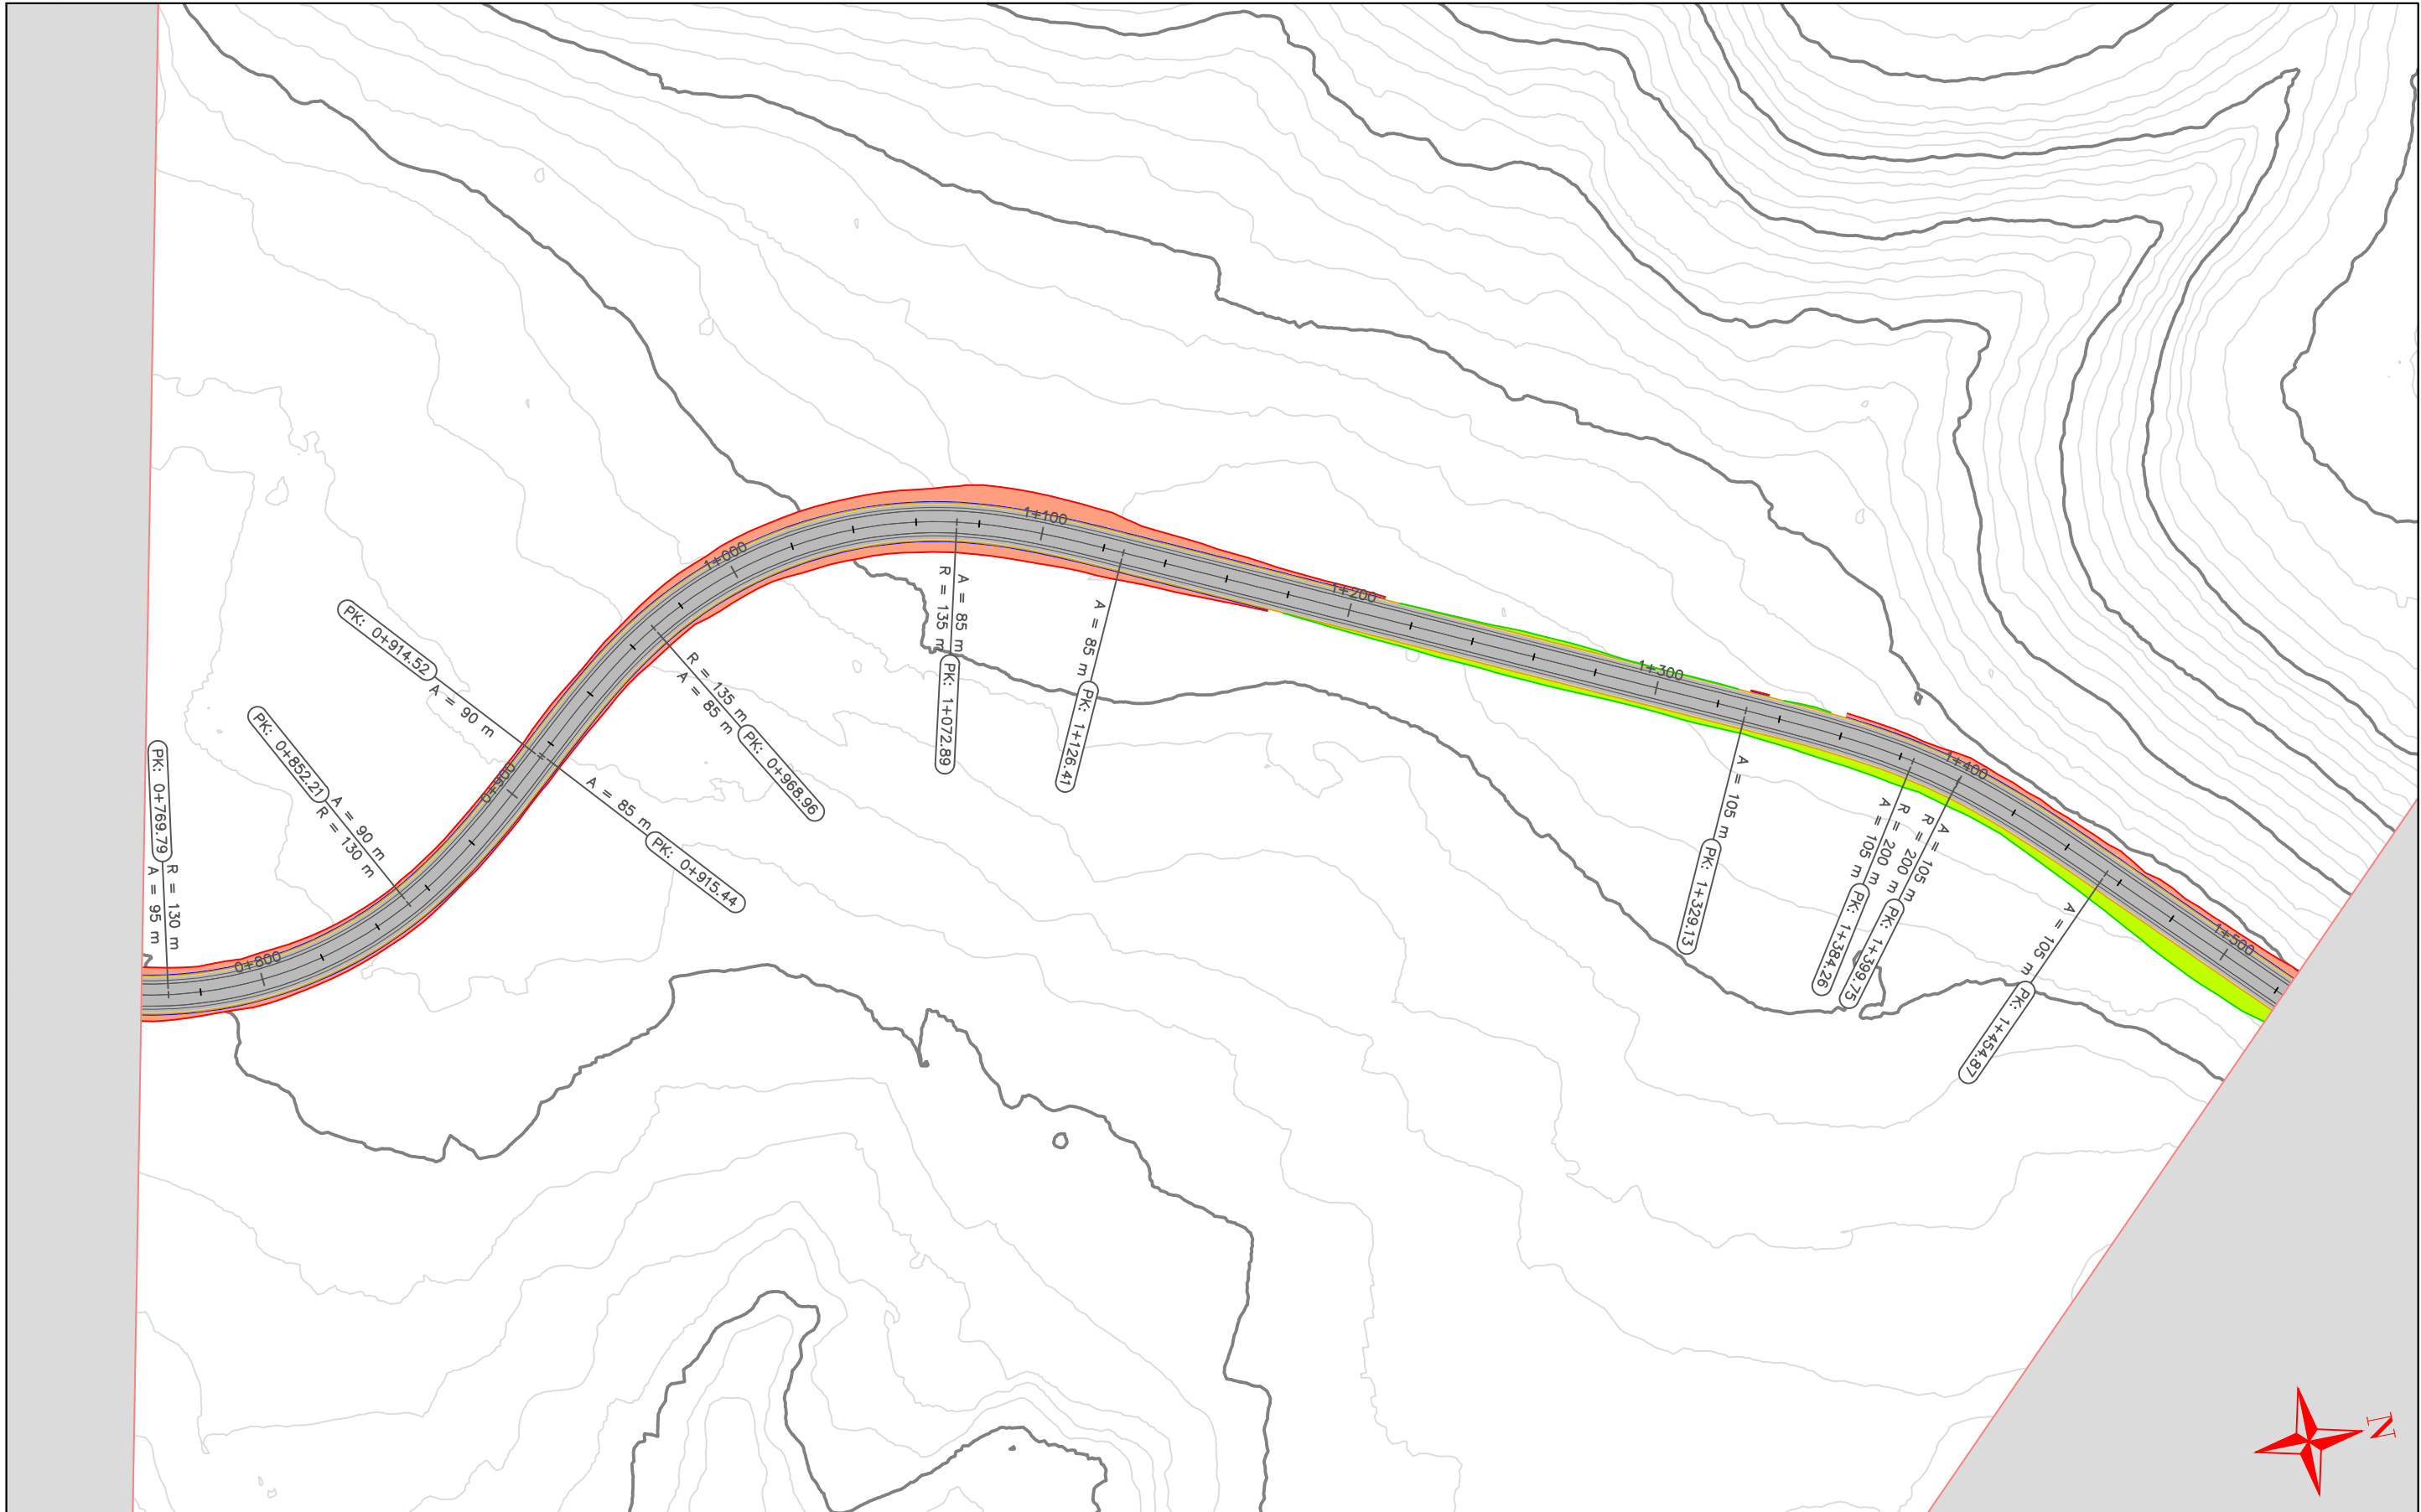 PK: 0+769.79
R = 130 m
A = 95 m
0+800
PK: 0+852.21
A = 90 m
R = 130 m
0+900
PK: 0+914.52
A = 90 m
A = 85 m
PK: 0+915.44
R = 135 m
A = 85 m
PK: 0+968.96
1+000
A = 85 m
R = 135 m
PK: 1+072.89
1+100
A = 85 m
PK: 1+126.41
1+200
1+300
A = 105 m
PK: 1+329.13
R = 200 m
A = 105 m
PK: 1+384.26
A = 105 m
R = 200 m
PK: 1+399.75
1+400
A = 105 m
PK: 1+454.87
1+500
N